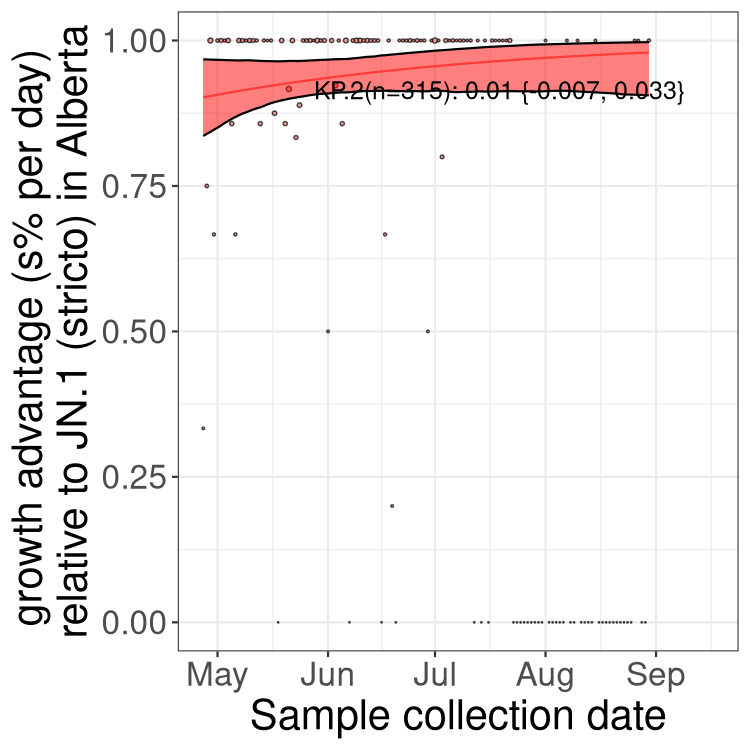 growth advantage (s% per day)
relative to JN.1 (stricto) in Alberta
1.00
0.75
0.50
0.25
0.00
KP.2(n=315): 0.01 {-0.007, 0.033}
May Jun Jul Aug Sep
Sample collection date